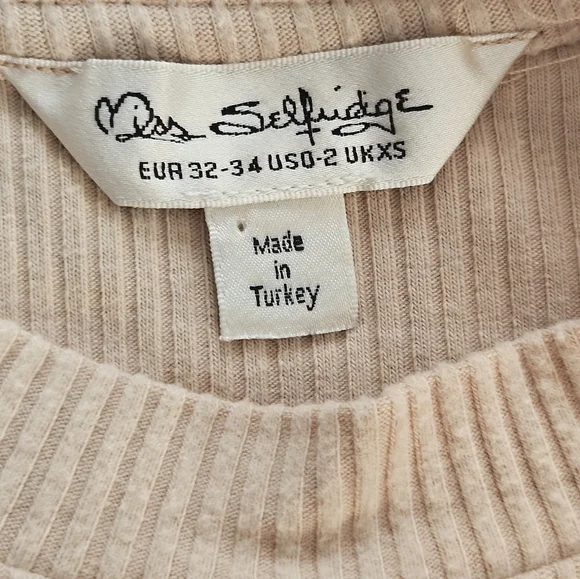 Miss Selfridge
EUR 32-34 US0-2 UKXS
Made
in
Turkey